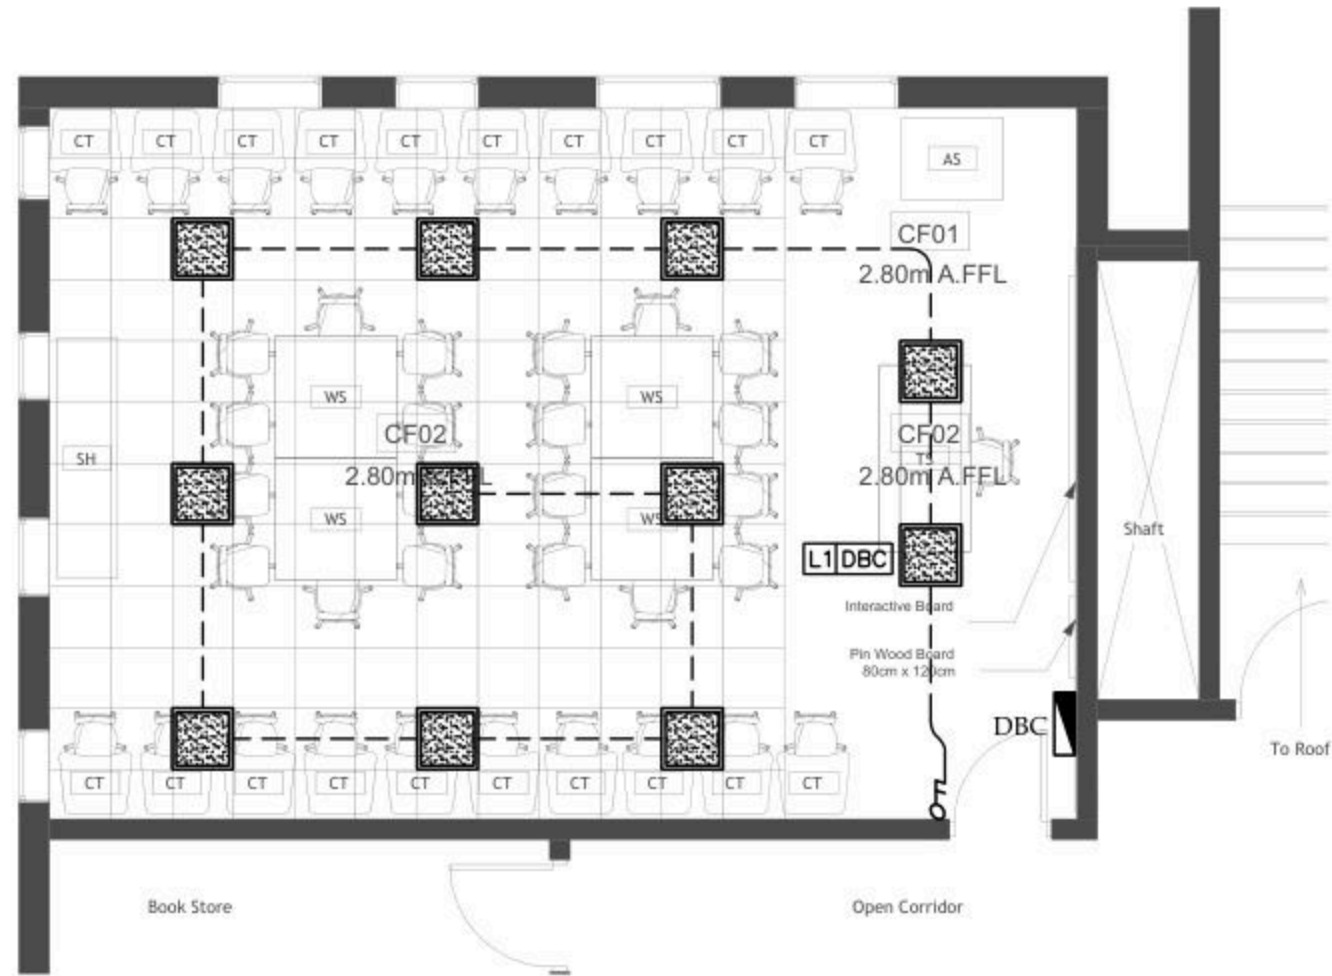 CT CT CT CT CT CT CT CT CT CT
AS
CF01
2.80m A.FFL
WS WS
CF02 CF02
SH TS
2.80m A.FFL 2.80m A.FFL
WS WS
Shaft
L1 DBC
Interactive Board
Pin Wood Board
80cm x 120cm
DBC
To Roof
CT CT CT CT CT CT CT CT CT CT
Book Store
Open Corridor